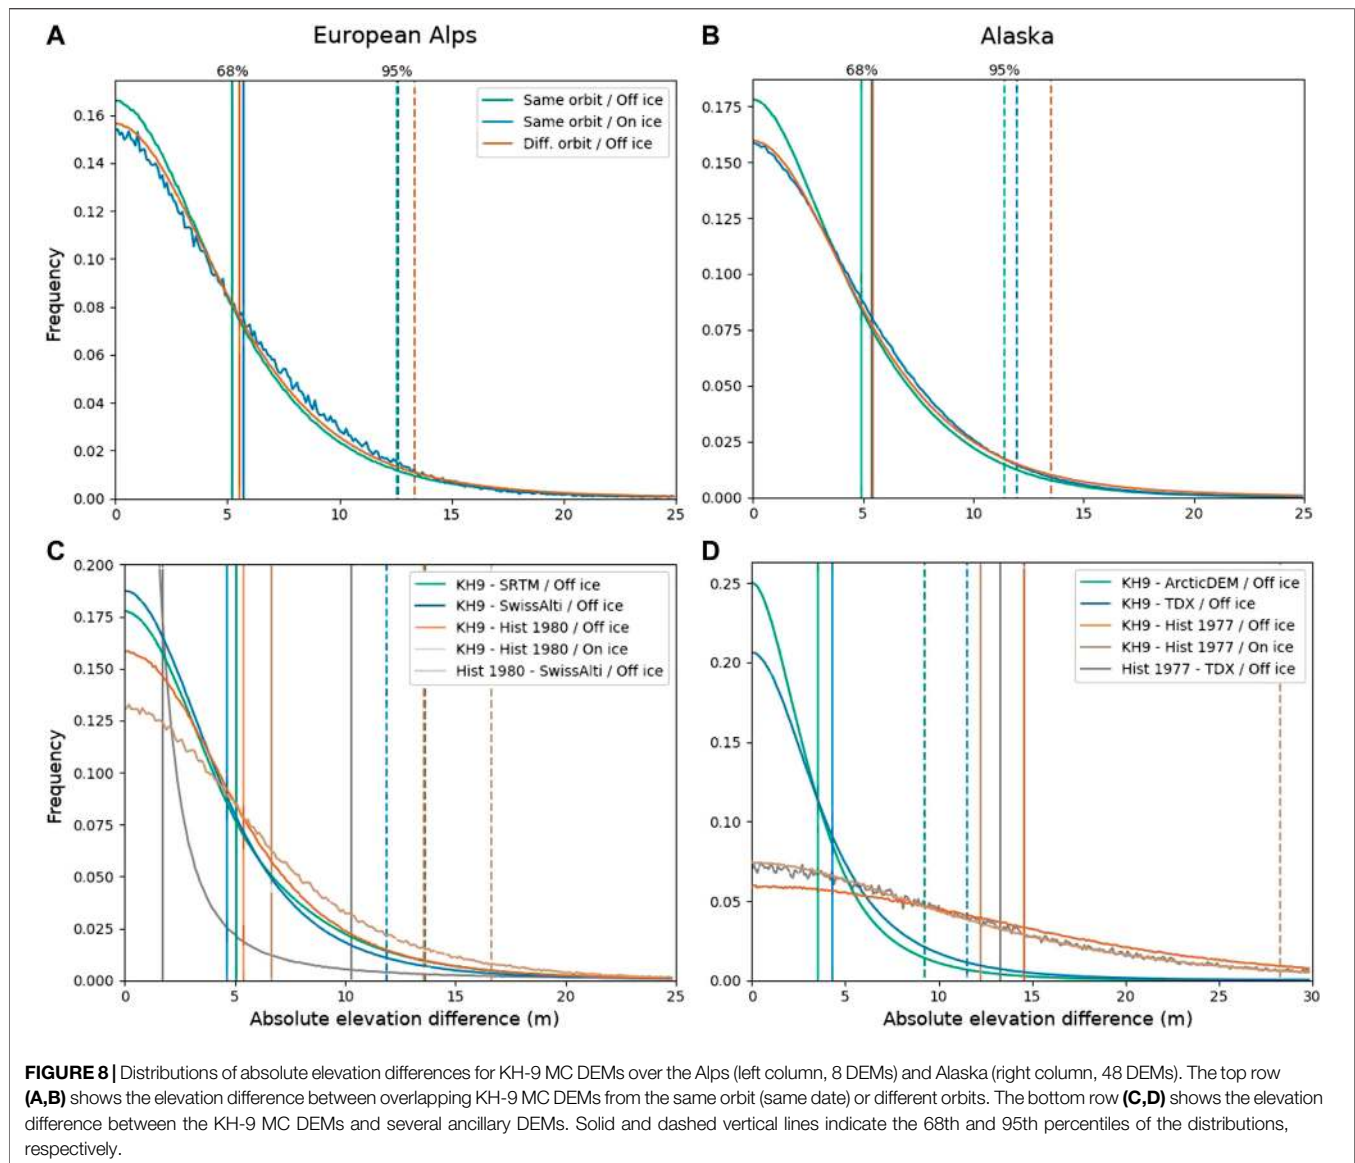 A
European Alps
68%
95%
Same orbit / Off ice
Same orbit / On ice
Diff. orbit / Off ice
0.16
0.14
0.12
0.10
0.08
0.06
0.04
0.02
0.00
Frequency
0
5
10
15
20
25
B
Alaska
68%
95%
0.175
0.150
0.125
0.100
0.075
0.050
0.025
0.000
0
5
10
15
20
25
C
KH9 - SRTM / Off ice
KH9 - SwissAlti / Off ice
KH9 - Hist 1980 / Off ice
KH9 - Hist 1980 / On ice
Hist 1980 - SwissAlti / Off ice
0.200
0.175
0.150
0.125
0.100
0.075
0.050
0.025
0.000
Frequency
0
5
10
15
20
25
Absolute elevation difference (m)
D
KH9 - ArcticDEM / Off ice
KH9 - TDX / Off ice
KH9 - Hist 1977 / Off ice
KH9 - Hist 1977 / On ice
Hist 1977 - TDX / Off ice
0.25
0.20
0.15
0.10
0.05
0.00
0
5
10
15
20
25
30
Absolute elevation difference (m)
FIGURE 8 | Distributions of absolute elevation differences for KH-9 MC DEMs over the Alps (left column, 8 DEMs) and Alaska (right column, 48 DEMs). The top row
(A,B) shows the elevation difference between overlapping KH-9 MC DEMs from the same orbit (same date) or different orbits. The bottom row (C,D) shows the elevation
difference between the KH-9 MC DEMs and several ancillary DEMs. Solid and dashed vertical lines indicate the 68th and 95th percentiles of the distributions,
respectively.